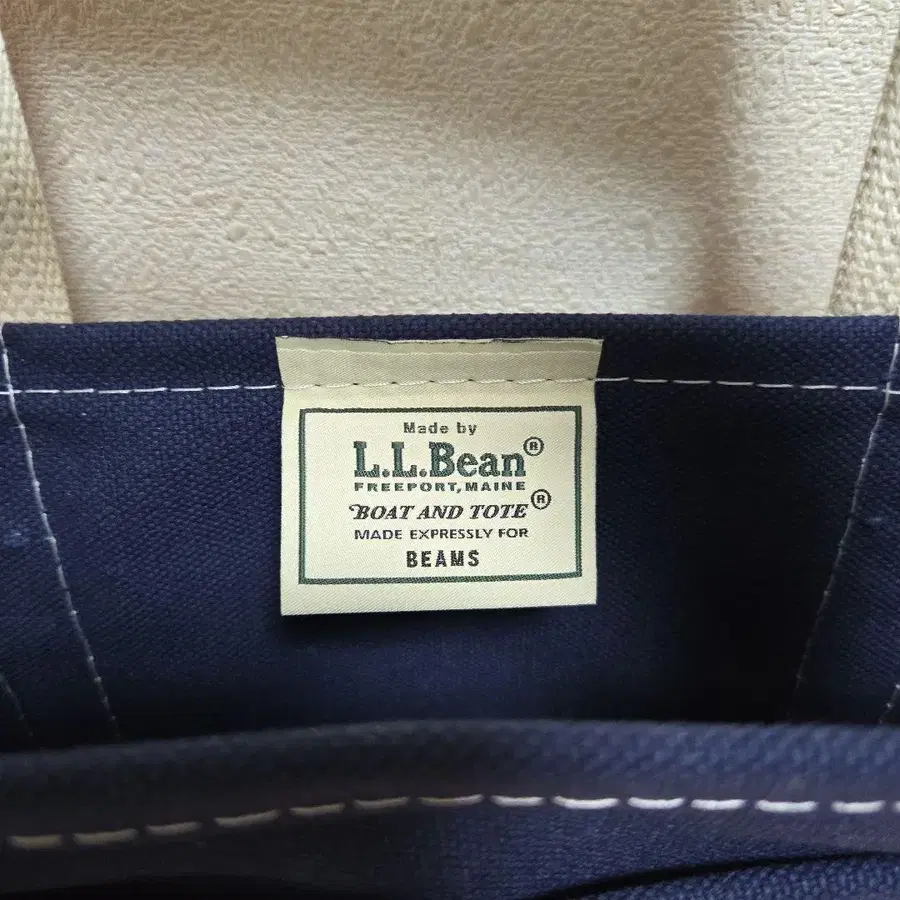 Made by
L.L.Bean®
FREEPORT, MAINE
BOAT AND TOTE®
MADE EXPRESSLY FOR
BEAMS